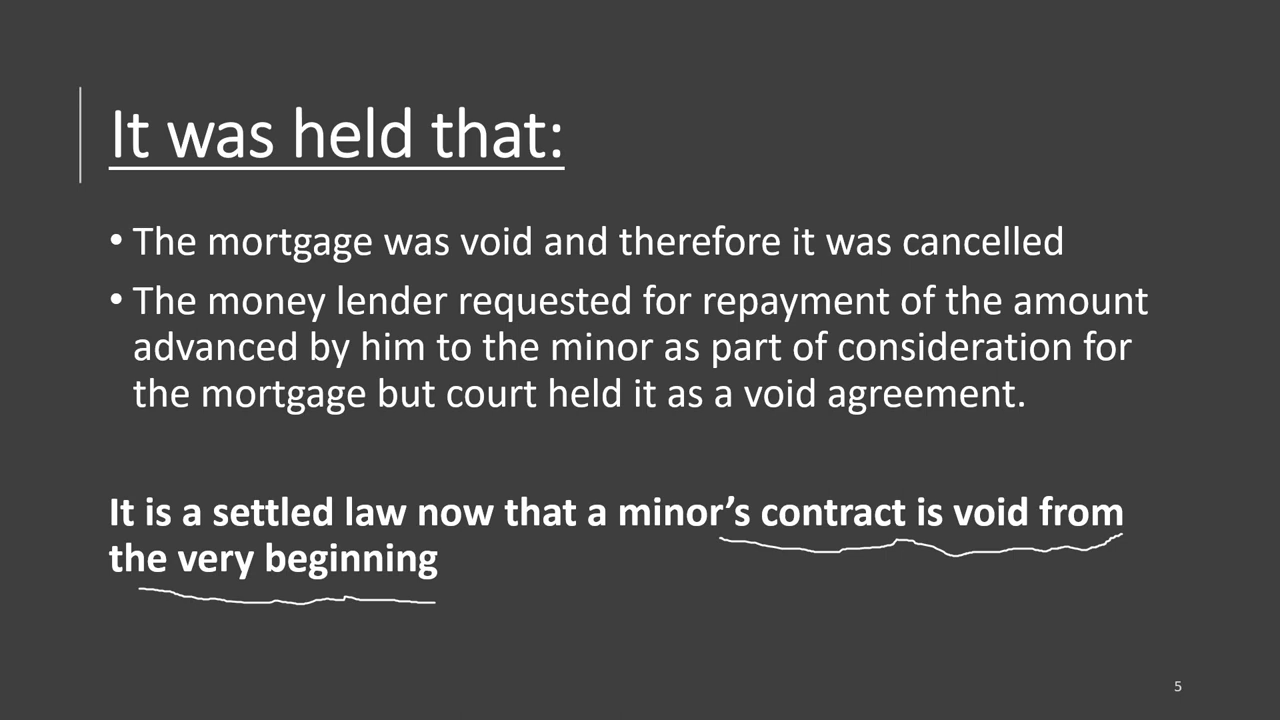 It was held that:
• The mortgage was void and therefore it was cancelled
• The money lender requested for repayment of the amount
advanced by him to the minor as part of consideration for
the mortgage but court held it as a void agreement.
It is a settled law now that a minor’s contract is void from
the very beginning
5